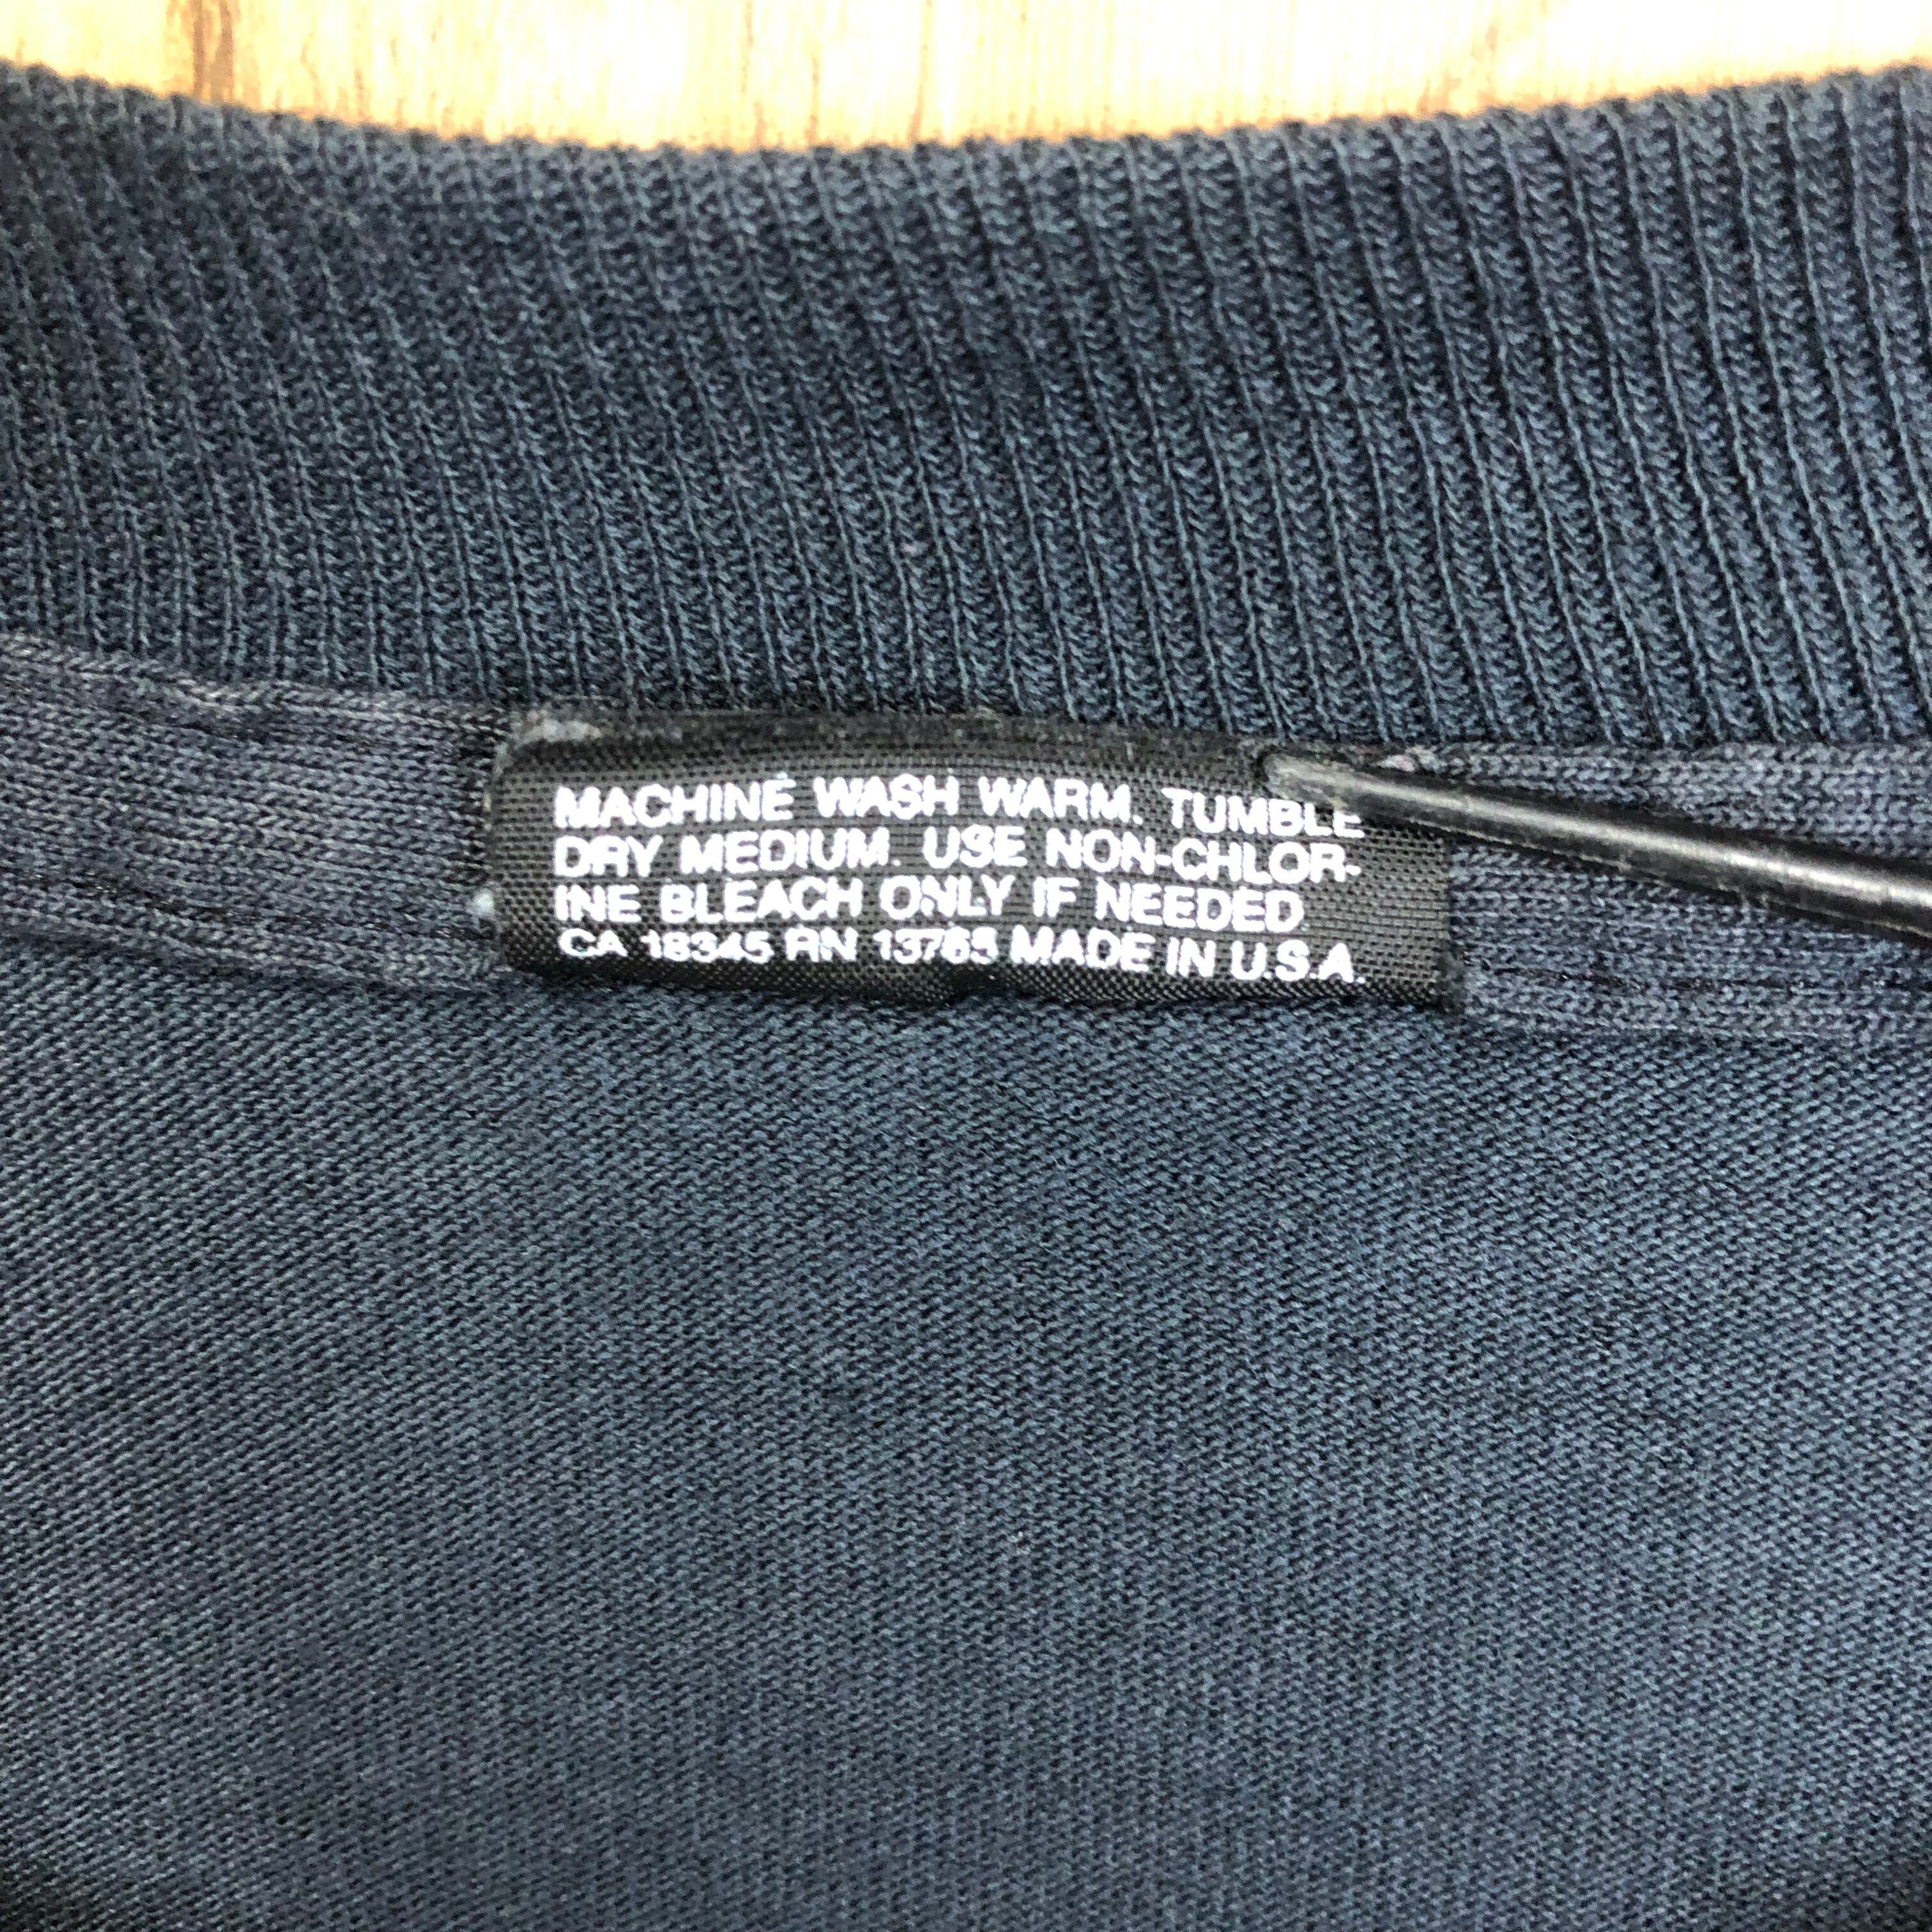 MACHINE WASH WARM. TUMBLE
DRY MEDIUM. USE NON-CHLOR-
INE BLEACH ONLY IF NEEDED.
CA 18345 RN 13765 MADE IN U.S.A.